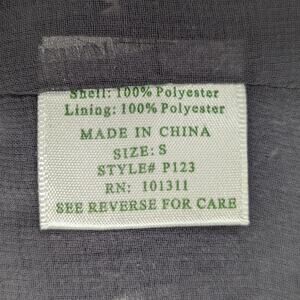 Shell: 100% Polyester
Lining: 100% Polyester
MADE IN CHINA
SIZE: S
STYLE# P123
RN: 101311
SEE REVERSE FOR CARE